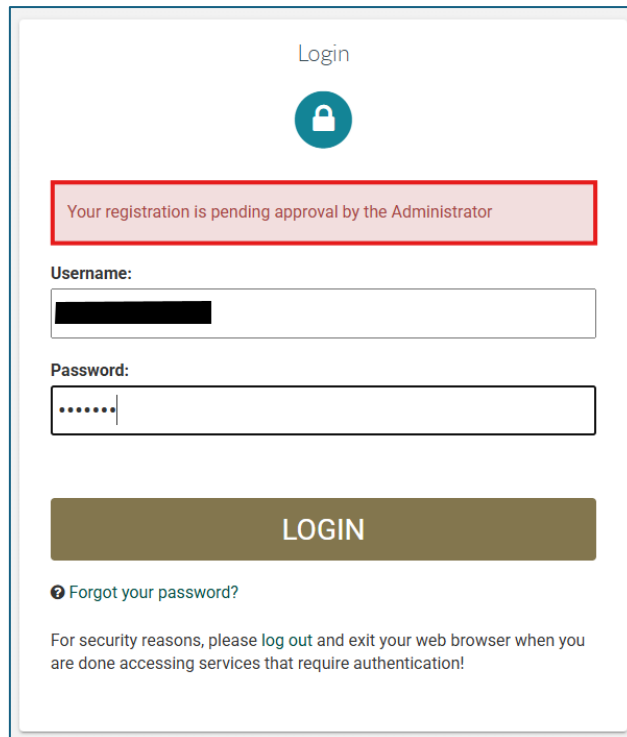 Login
Your registration is pending approval by the Administrator
Username:
Password:
•••••••
LOGIN
Forgot your password?
For security reasons, please log out and exit your web browser when you
are done accessing services that require authentication!